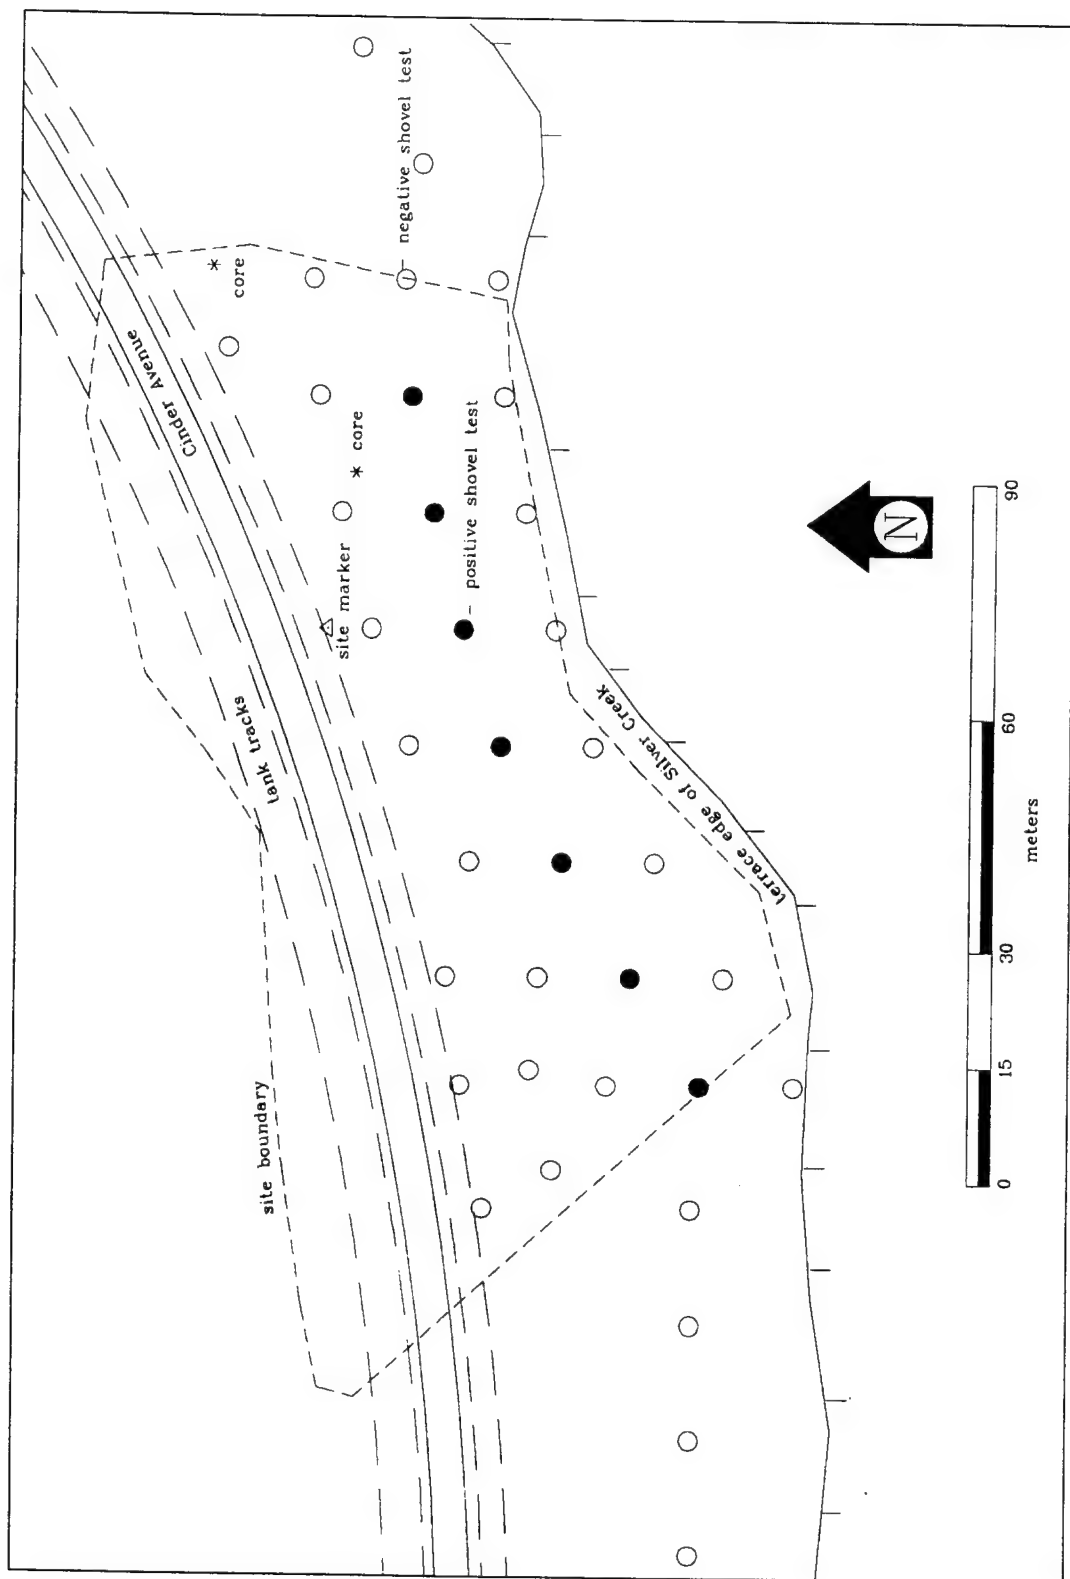 negative shovel test
core
Cinder Avenue
core
positive shovel test
site marker
tank tracks
terrace edge of Silver Creek
site boundary
N
0 15 30 60 90
meters